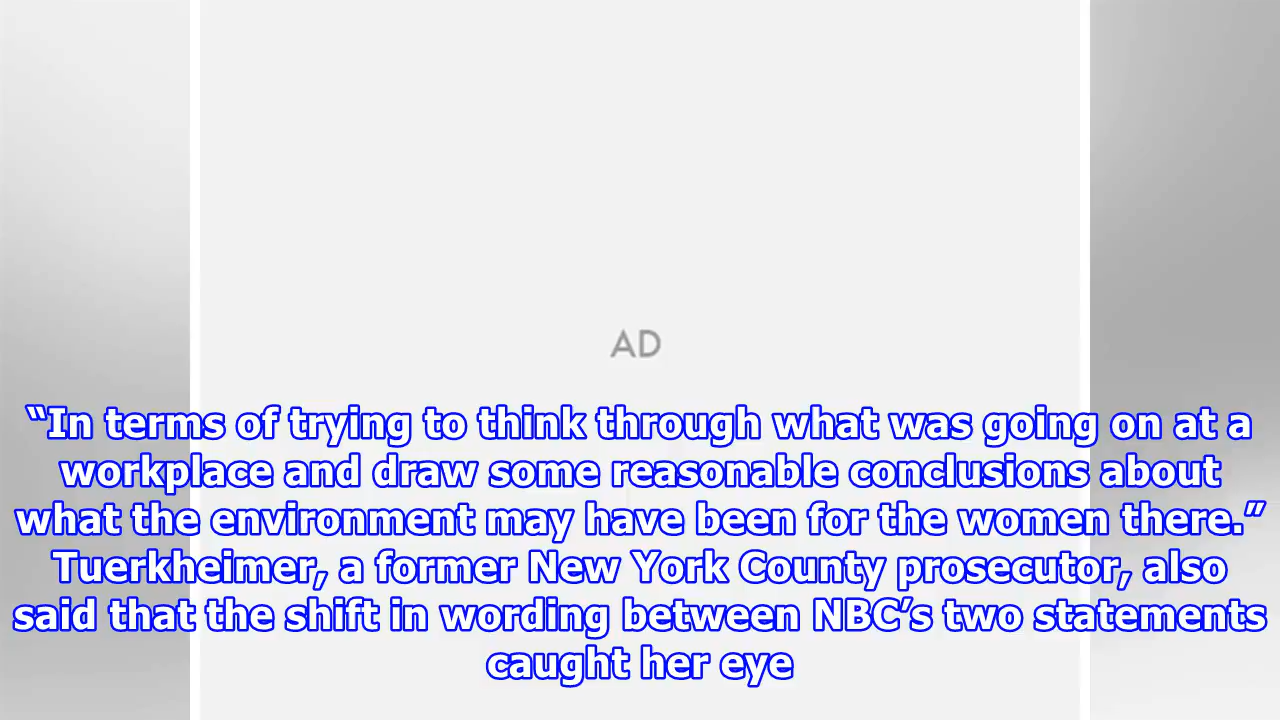 AD
“In terms of trying to think through what was going on at a
workplace and draw some reasonable conclusions about
what the environment may have been for the women there.”
Tuerkheimer, a former New York County prosecutor, also
said that the shift in wording between NBC’s two statements
caught her eye